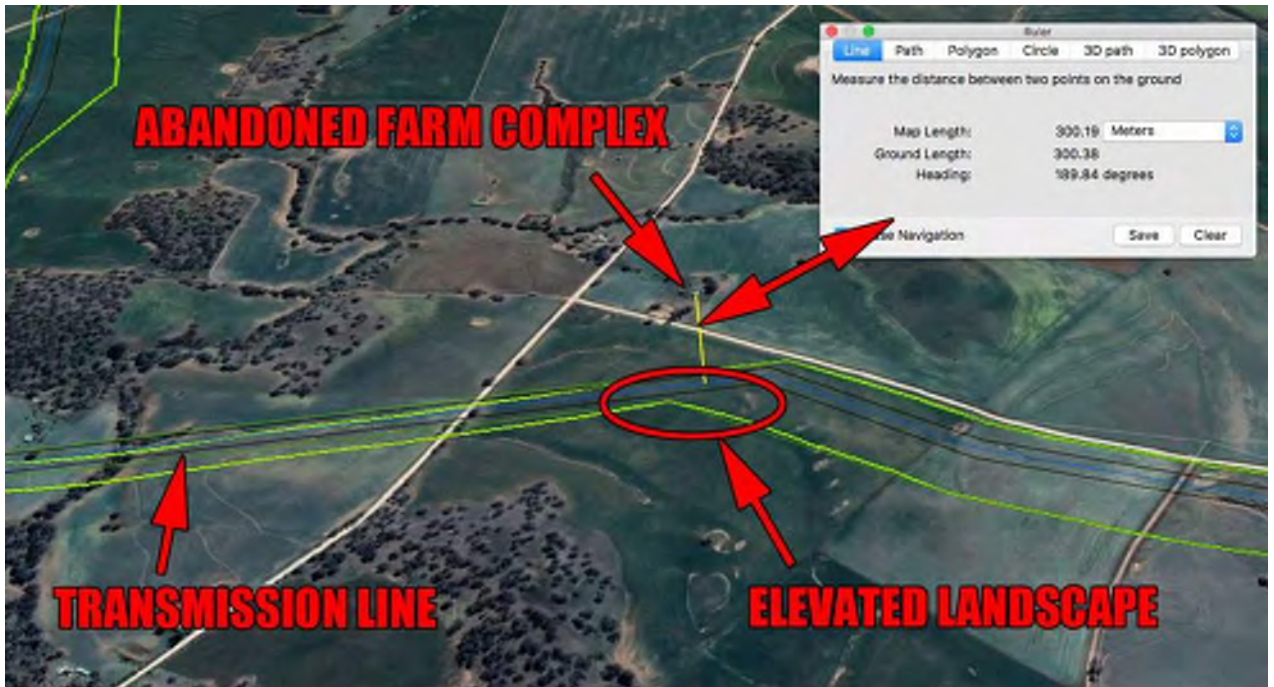 Ruler
Line Path Polygon Circle 3D path 3D polygon
Measure the distance between two points on the ground
Map Length: 300.19 Meters
Ground Length: 300.38
Heading: 189.84 degrees
Navigation
Save Clear
ABANDONED FARM COMPLEX
TRANSMISSION LINE
ELEVATED LANDSCAPE